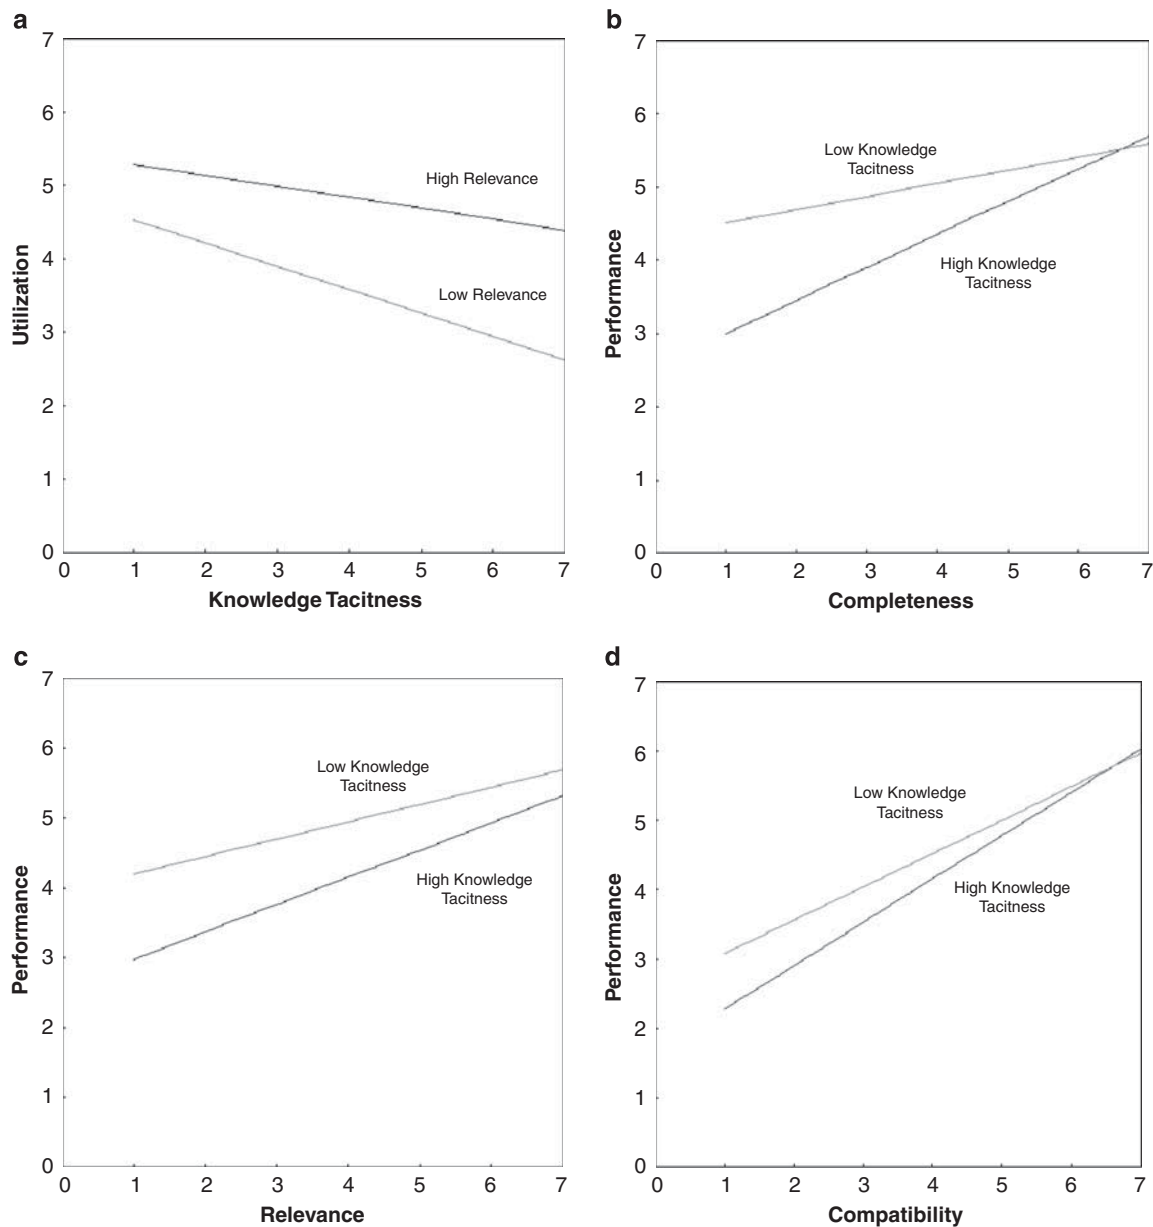 a
7
6
5
4
3
2
1
0
Utilization
High Relevance
Low Relevance
0 1 2 3 4 5 6 7
Knowledge Tacitness
b
7
6
5
4
3
2
1
0
Performance
Low Knowledge
Tacitness
High Knowledge
Tacitness
0 1 2 3 4 5 6 7
Completeness
c
7
6
5
4
3
2
1
0
Performance
Low Knowledge
Tacitness
High Knowledge
Tacitness
0 1 2 3 4 5 6 7
Relevance
d
7
6
5
4
3
2
1
0
Performance
Low Knowledge
Tacitness
High Knowledge
Tacitness
0 1 2 3 4 5 6 7
Compatibility